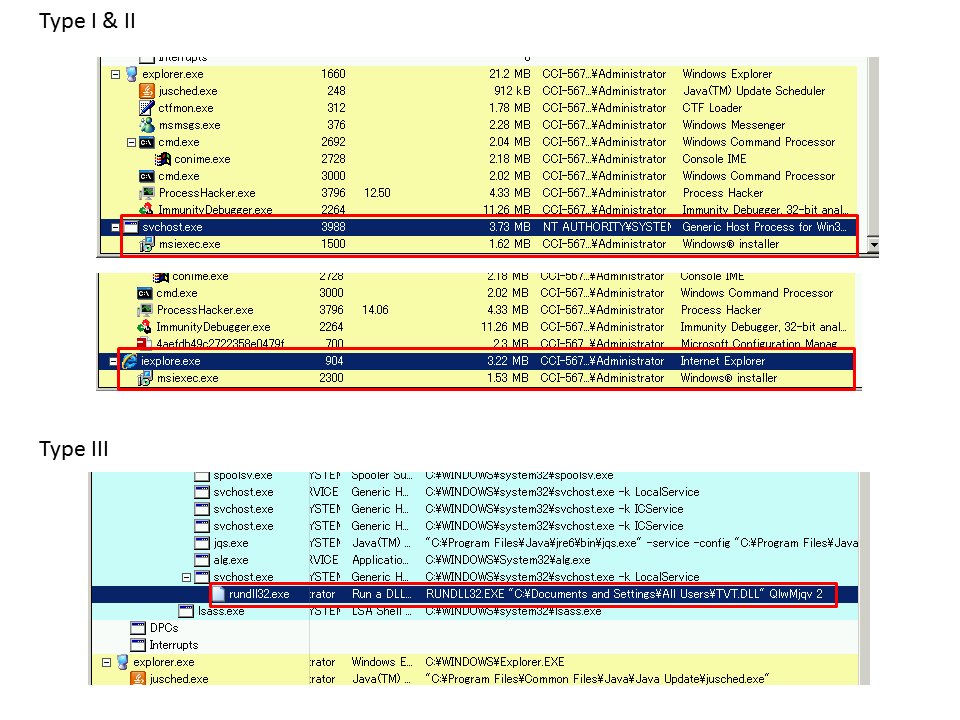 Type I & II
Interrupts 0
explorer.exe 1660 21.2 MB CCI-567...¥Administrator Windows Explorer
jusched.exe 248 912 kB CCI-567...¥Administrator Java(TM) Update Scheduler
ctfmon.exe 312 1.78 MB CCI-567...¥Administrator CTF Loader
msmsgs.exe 376 2.28 MB CCI-567...¥Administrator Windows Messenger
cmd.exe 2692 2.04 MB CCI-567...¥Administrator Windows Command Processor
conime.exe 2728 2.18 MB CCI-567...¥Administrator Console IME
cmd.exe 3000 2.02 MB CCI-567...¥Administrator Windows Command Processor
ProcessHacker.exe 3796 12.50 4.33 MB CCI-567...¥Administrator Process Hacker
ImmunityDebugger.exe 2264 11.26 MB CCI-567...¥Administrator Immunity Debugger, 32-bit anal...
svchost.exe 3988 3.73 MB NT AUTHORITY¥SYSTEM Generic Host Process for Win3...
msiexec.exe 1500 1.62 MB CCI-567...¥Administrator Windows® installer
conime.exe 2728 2.18 MB CCI-567...¥Administrator Console IME
cmd.exe 3000 2.02 MB CCI-567...¥Administrator Windows Command Processor
ProcessHacker.exe 3796 14.06 4.33 MB CCI-567...¥Administrator Process Hacker
ImmunityDebugger.exe 2264 11.26 MB CCI-567...¥Administrator Immunity Debugger, 32-bit anal...
4aefdb49c2722358e0479f 700 2.3 MB CCI-567...¥Administrator Microsoft Configuration Manag
iexplore.exe 904 3.22 MB CCI-567...¥Administrator Internet Explorer
msiexec.exe 2300 1.53 MB CCI-567...¥Administrator Windows® installer
Type III
spoolsv.exe YSTEM Spooler Su... C:¥WINDOWS¥system32¥spoolsv.exe
svchost.exe RVICE Generic H... C:¥WINDOWS¥system32¥svchost.exe -k LocalService
svchost.exe YSTEM Generic H... C:¥WINDOWS¥system32¥svchost.exe -k ICService
svchost.exe YSTEM Generic H... C:¥WINDOWS¥system32¥svchost.exe -k ICService
jqs.exe YSTEM Java(TM) ... "C:¥Program Files¥Java¥jre6¥bin¥jqs.exe" -service -config "C:¥Program Files¥Java
alg.exe RVICE Applicatio... C:¥WINDOWS¥System32¥alg.exe
svchost.exe YSTEM Generic H... C:¥WINDOWS¥system32¥svchost.exe -k LocalService
rundll32.exe trator Run a DLL... RUNDLL32.EXE "C:¥Documents and Settings¥All Users¥TVT.DLL" QlwMjqv 2
lsass.exe YSTEM LSA Shell ... C:¥WINDOWS¥system32¥lsass.exe
DPCs
Interrupts
explorer.exe trator Windows E... C:¥WINDOWS¥Explorer.EXE
jusched.exe trator Java(TM) ... "C:¥Program Files¥Common Files¥Java¥Java Update¥jusched.exe"